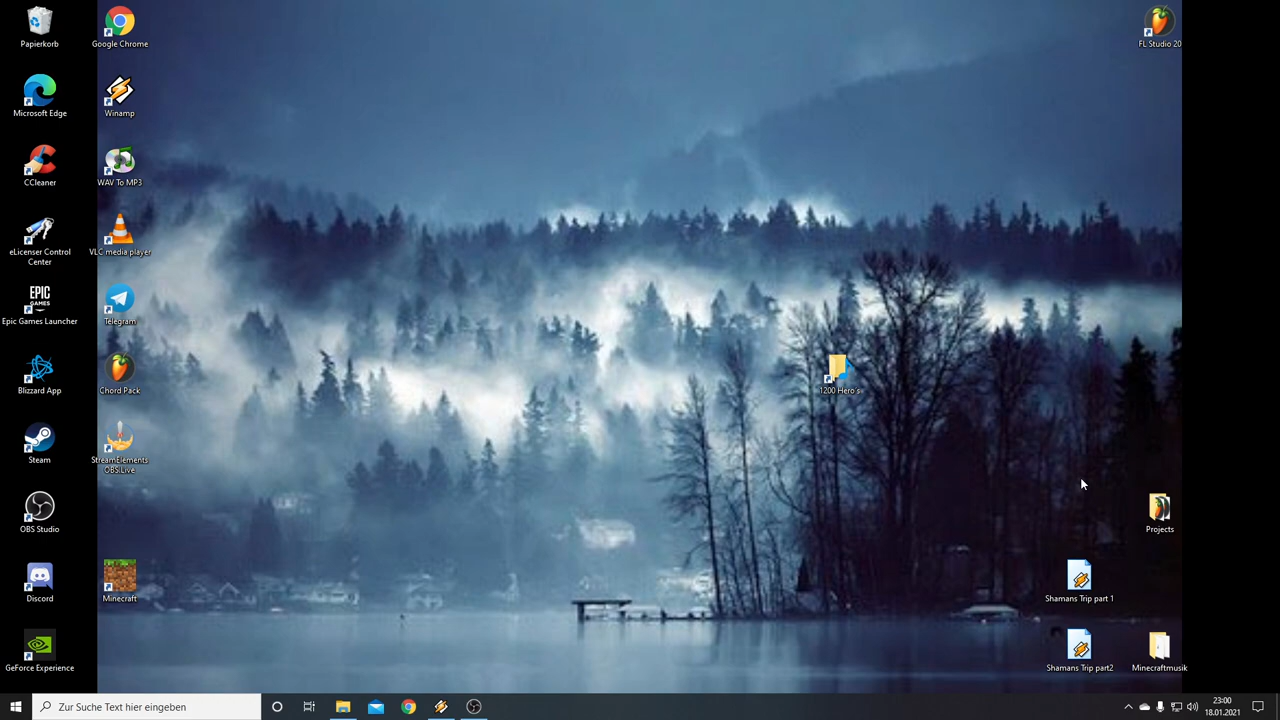 Papierkorb
Google Chrome
FL Studio 20
Microsoft Edge
Winamp
CCleaner
WAV To MP3
eLicenser Control
Center
VLC media player
EPIC
GAMES
Epic Games Launcher
Telegram
Blizzard App
Chord Pack
1200 Hero's
Steam
StreamElements
OBS.Live
OBS Studio
Projects
Discord
Minecraft
Shamans Trip part 1
GeForce Experience
Shamans Trip part2
Minecraftmusik
Zur Suche Text hier eingeben
23:00
18.01.2021